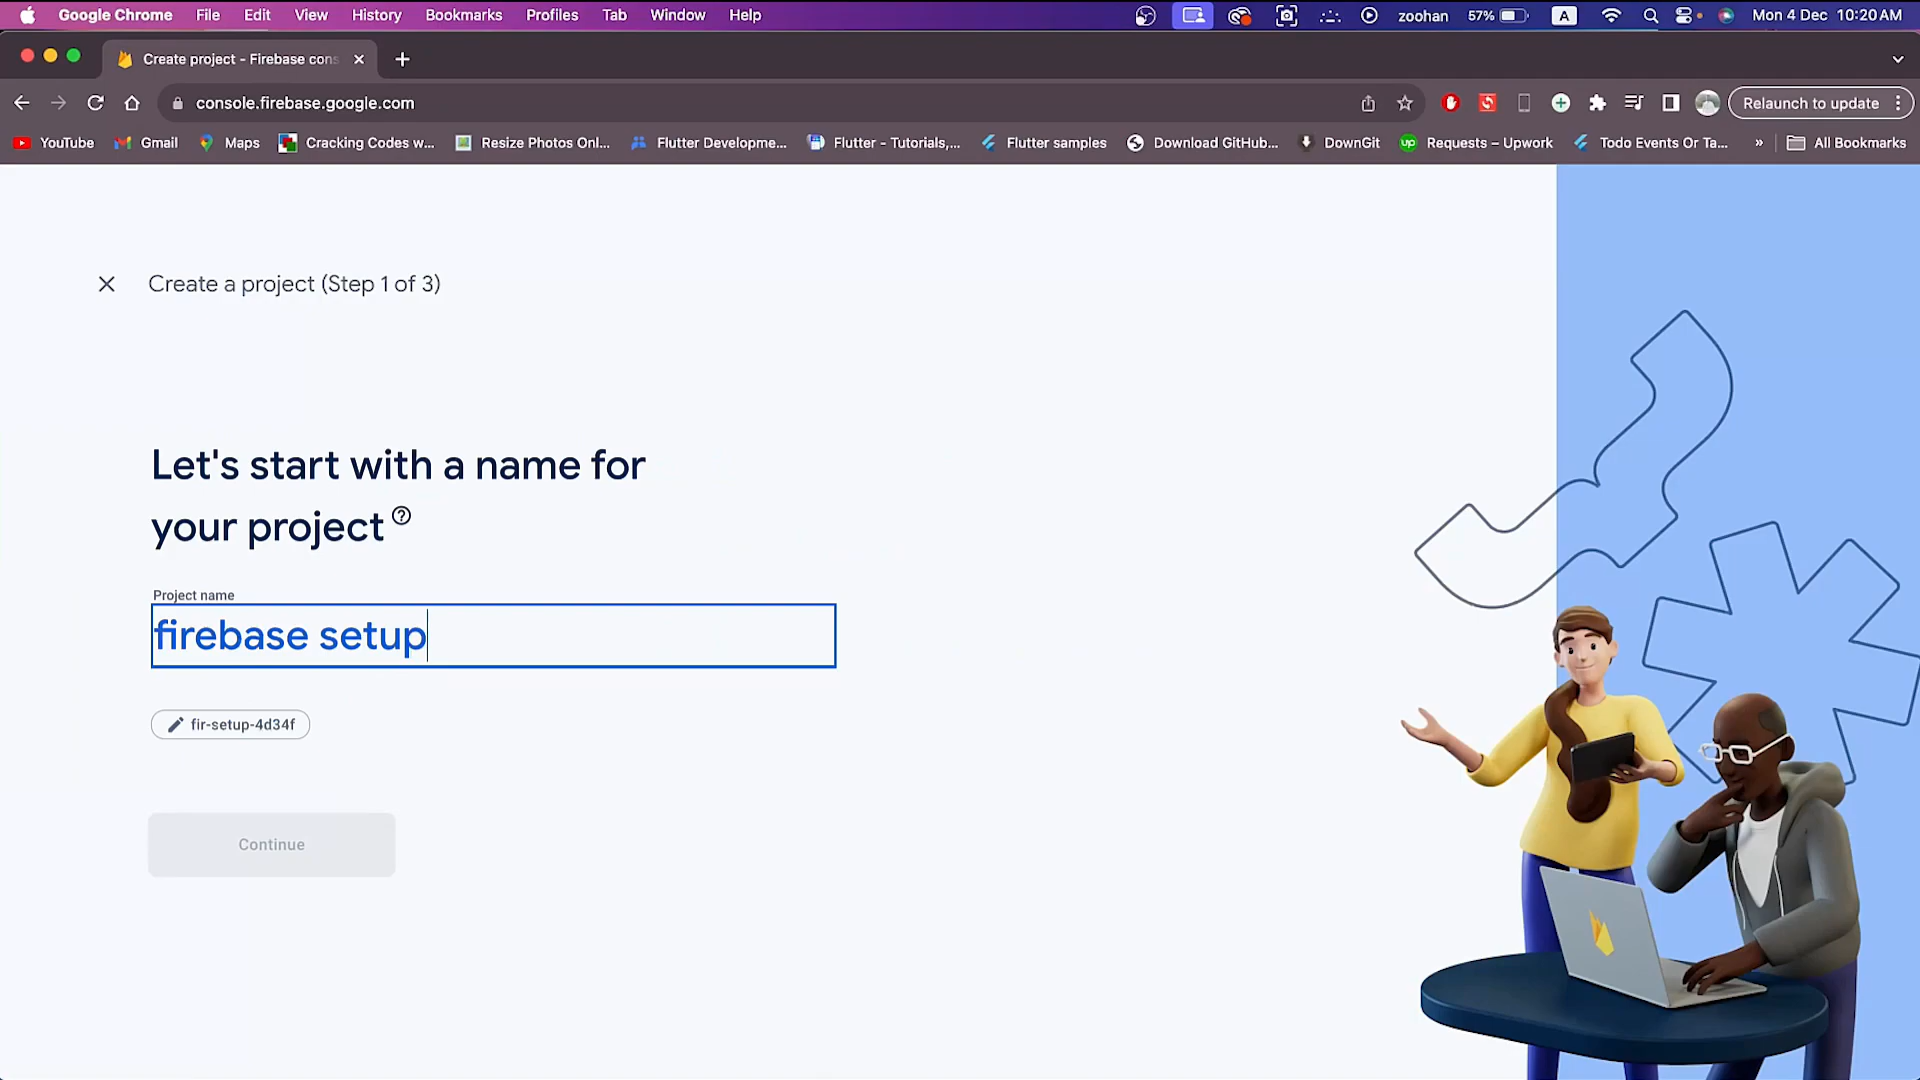 Google Chrome File Edit View History Bookmarks Profiles Tab Window Help zoohan 57% A Mon 4 Dec 10:20 AM
Create project - Firebase cons
console.firebase.google.com Relaunch to update
YouTube Gmail Maps Cracking Codes w... Resize Photos Onl... Flutter Developme... Flutter - Tutorials,... Flutter samples Download GitHub... DownGit up Requests – Upwork Todo Events Or Ta... » All Bookmarks
Create a project (Step 1 of 3)
Let's start with a name for
your project
Project name
firebase setup
fir-setup-4d34f
Continue